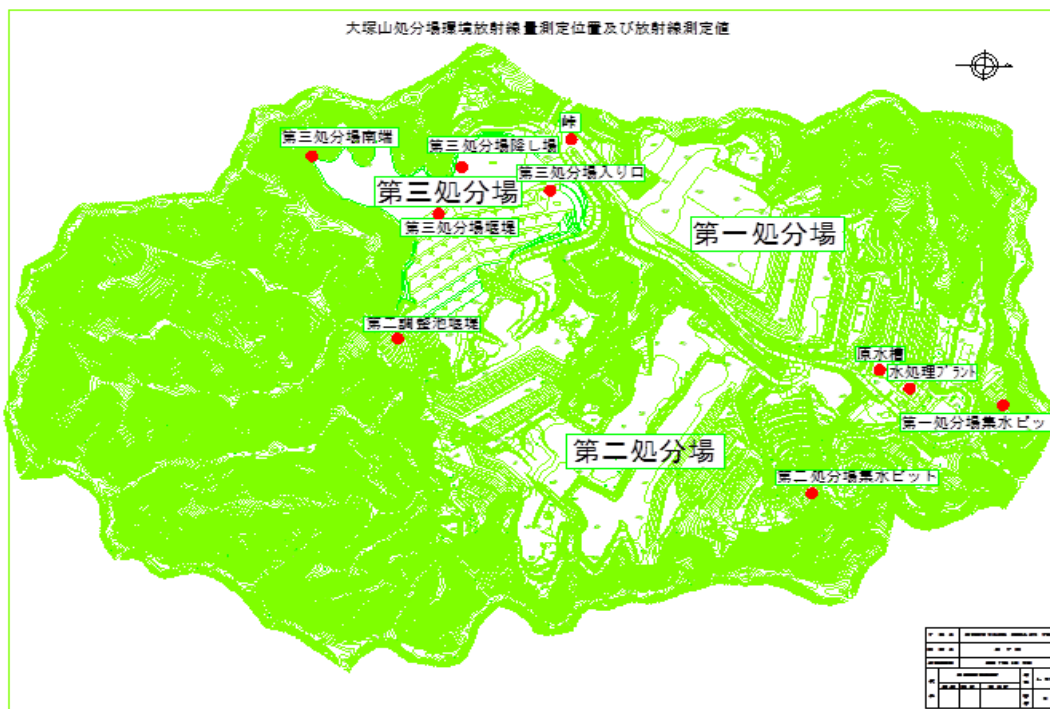 大塚山処分場環境放射線量測定位置及び放射線測定値
峠
第三処分場南端
第三処分場降し場
第三処分場入り口
第三処分場
第三処分場堰堤
第一処分場
第二調整池堰堤
原水槽
水処理プラント
第一処分場集水ピッ
第二処分場
第二処分場集水ピット